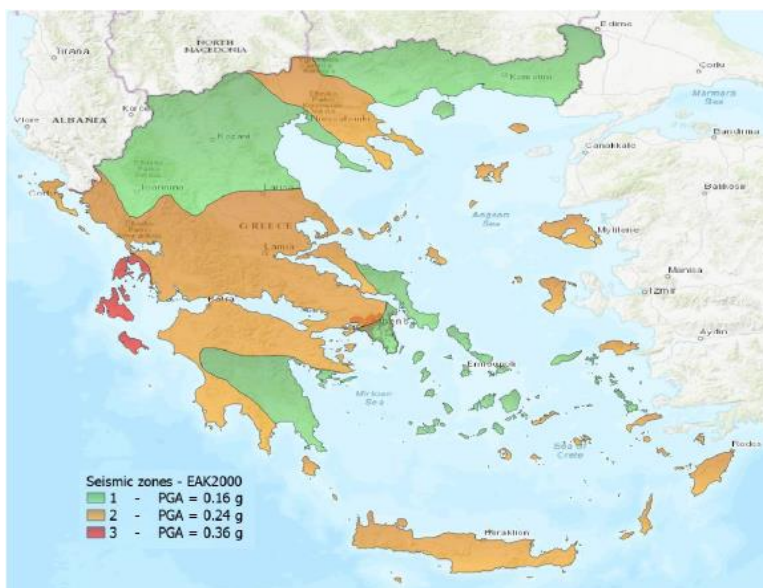 Edirne
Tirana
NORTH
MACEDONIA
Çorlu
Komotini
Marmara
Sea
Vlore
ALBANIA
Korce
Thessaloniki
Bandirma
Kozani
Canakkale
Ioannina
Larisa
Balikesir
Corfu
Aegean
Sea
GREECE
Mytilene
Lamia
Manisa
Izmir
Patra
Aydin
Ermoupoli
Mirtoan
Sea
Sea of
Crete
Rodos
Seismic zones - EAK2000
1 - PGA = 0.16 g
2 - PGA = 0.24 g
3 - PGA = 0.36 g
Heraklion